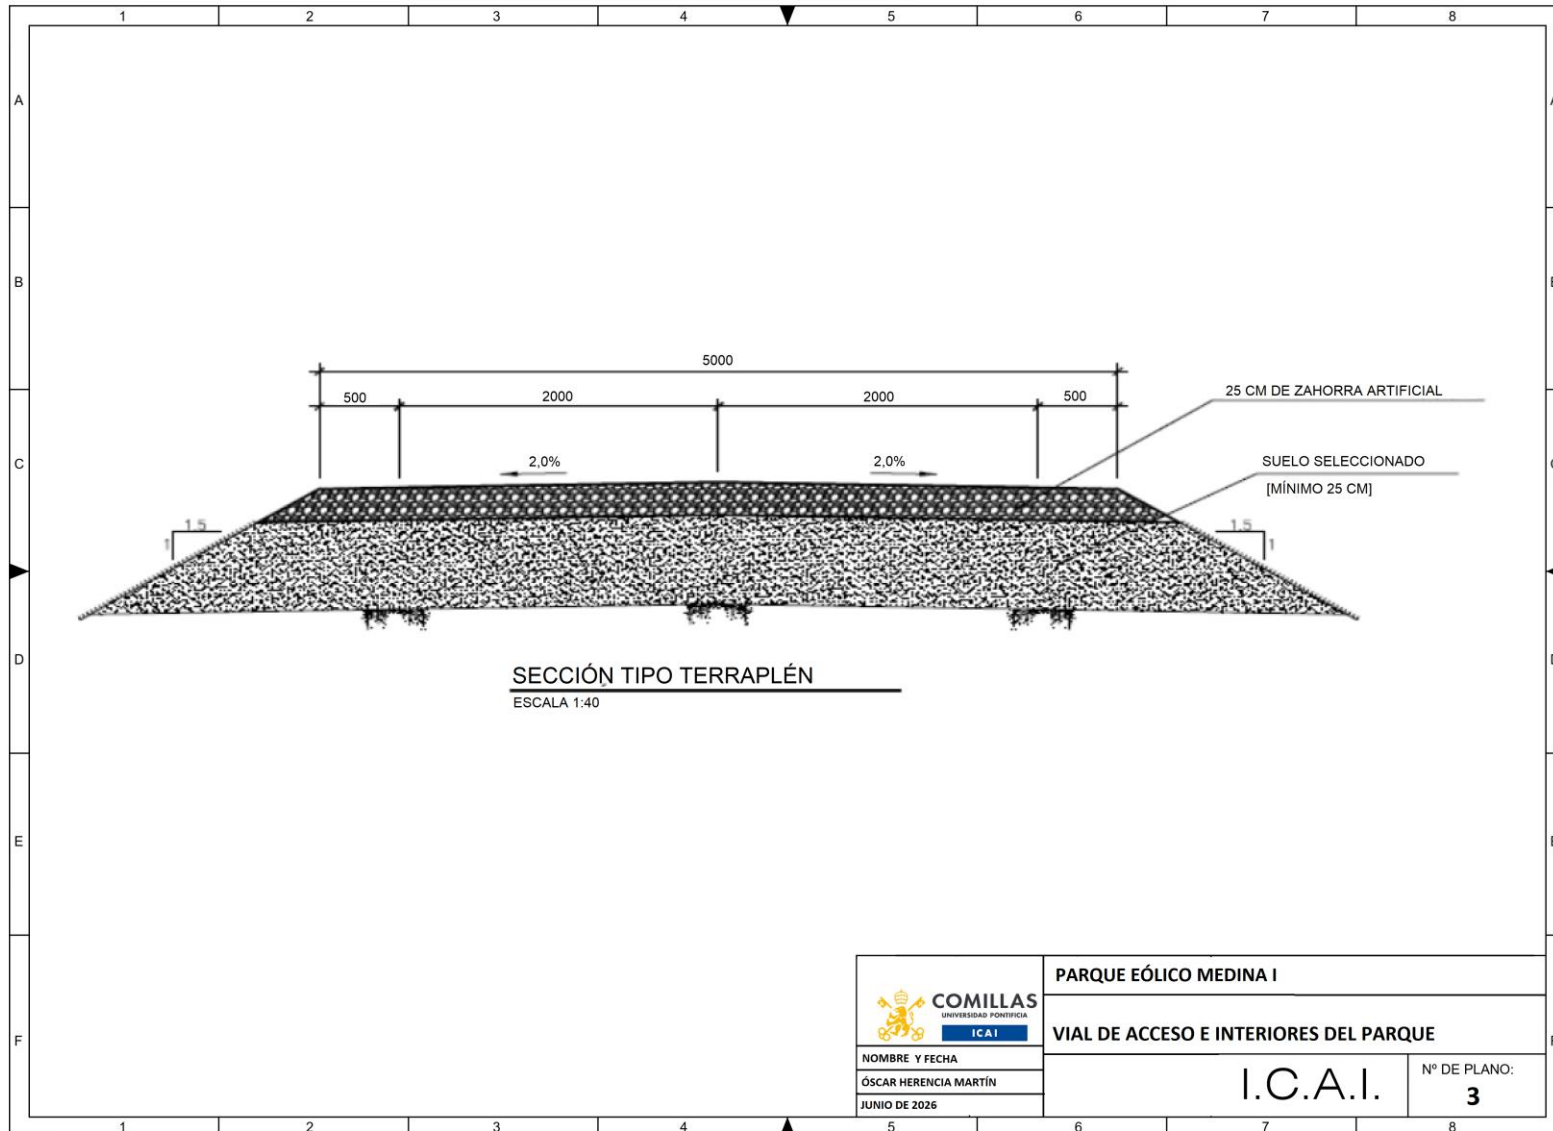 1 2 3 4 5 6 7 8
A A
B B
C C
D D
E E
F F
5000
500 2000 2000 500
25 CM DE ZAHORRA ARTIFICIAL
2,0% 2,0%
SUELO SELECCIONADO
[MÍNIMO 25 CM]
1.5 1.5
1 1
SECCIÓN TIPO TERRAPLÉN
ESCALA 1:40
COMILLAS
UNIVERSIDAD PONTIFICIA
ICAI
PARQUE EÓLICO MEDINA I
VIAL DE ACCESO E INTERIORES DEL PARQUE
NOMBRE Y FECHA
ÓSCAR HERENCIA MARTÍN
JUNIO DE 2026
I.C.A.I.
Nº DE PLANO:
3
1 2 3 4 5 6 7 8